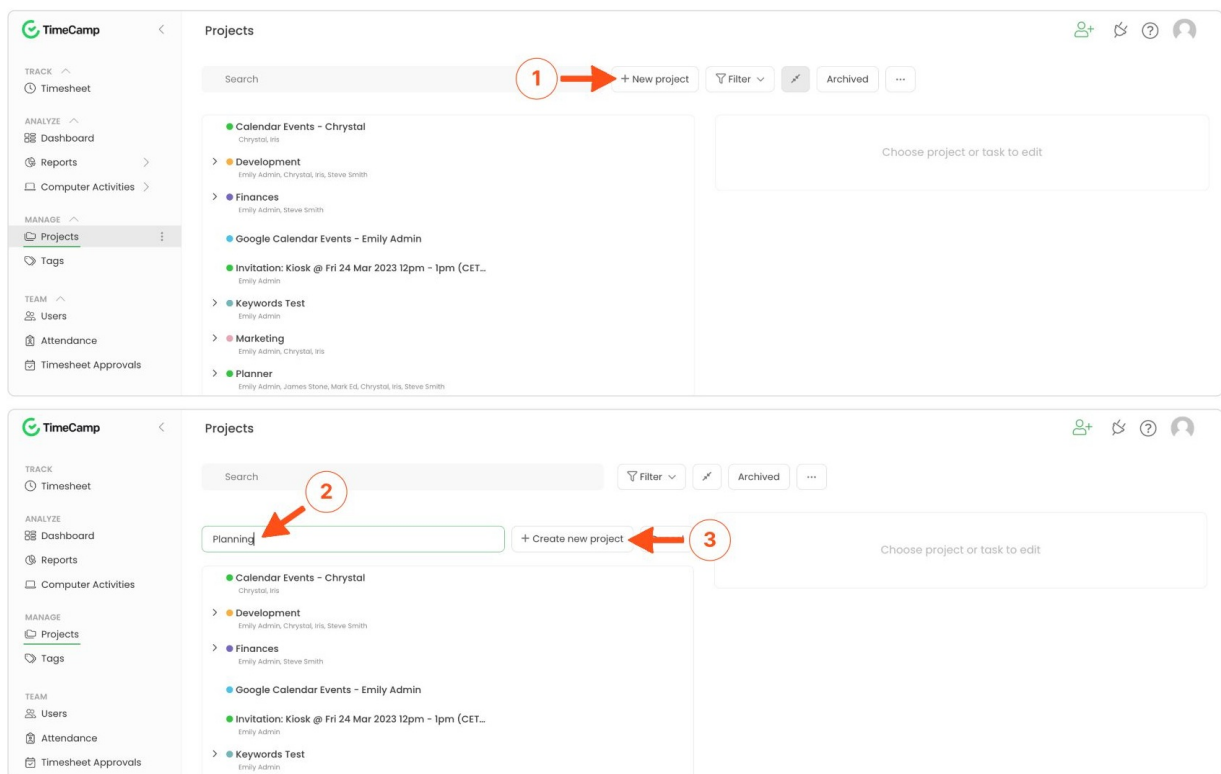 TimeCamp
Projects
TRACK
Timesheet
Search
1
+ New project
Filter
Archived
...
ANALYZE
Dashboard
Reports
Computer Activities
MANAGE
Projects
Tags
TEAM
Users
Attendance
Timesheet Approvals
Calendar Events - Chrystal
Chrystal, Iris
Development
Emily Admin, Chrystal, Iris, Steve Smith
Finances
Emily Admin, Steve Smith
Google Calendar Events - Emily Admin
Invitation: Kiosk @ Fri 24 Mar 2023 12pm - 1pm (CET...
Emily Admin
Keywords Test
Emily Admin
Marketing
Emily Admin, Chrystal, Iris
Planner
Emily Admin, James Stone, Mark Ed, Chrystal, Iris, Steve Smith
Choose project or task to edit
TimeCamp
Projects
TRACK
Timesheet
ANALYZE
Dashboard
Reports
Computer Activities
MANAGE
Projects
Tags
TEAM
Users
Attendance
Timesheet Approvals
Search
Filter
Archived
...
2
Planning
+ Create new project
3
Calendar Events - Chrystal
Chrystal, Iris
Development
Emily Admin, Chrystal, Iris, Steve Smith
Finances
Emily Admin, Steve Smith
Google Calendar Events - Emily Admin
Invitation: Kiosk @ Fri 24 Mar 2023 12pm - 1pm (CET...
Emily Admin
Keywords Test
Emily Admin
Choose project or task to edit